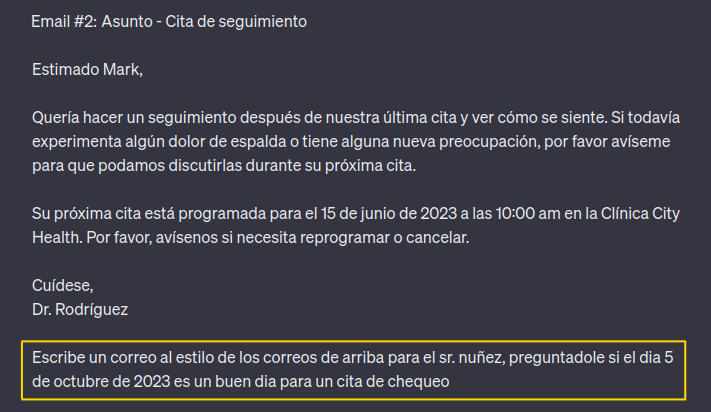 Email #2: Asunto - Cita de seguimiento
Estimado Mark,
Quería hacer un seguimiento después de nuestra última cita y ver cómo se siente. Si todavía
experimenta algún dolor de espalda o tiene alguna nueva preocupación, por favor avíseme
para que podamos discutirlas durante su próxima cita.
Su próxima cita está programada para el 15 de junio de 2023 a las 10:00 am en la Clínica City
Health. Por favor, avísenos si necesita reprogramar o cancelar.
Cuídese,
Dr. Rodríguez
Escribe un correo al estilo de los correos de arriba para el sr. nuñez, preguntadole si el dia 5
de octubre de 2023 es un buen dia para un cita de chequeo